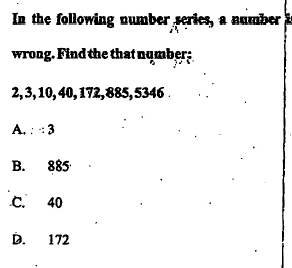 In the following number series, a number is
wrong. Find the that number:
2, 3, 10, 40, 172, 885, 5346
A. 3
B. 885
C. 40
D. 172